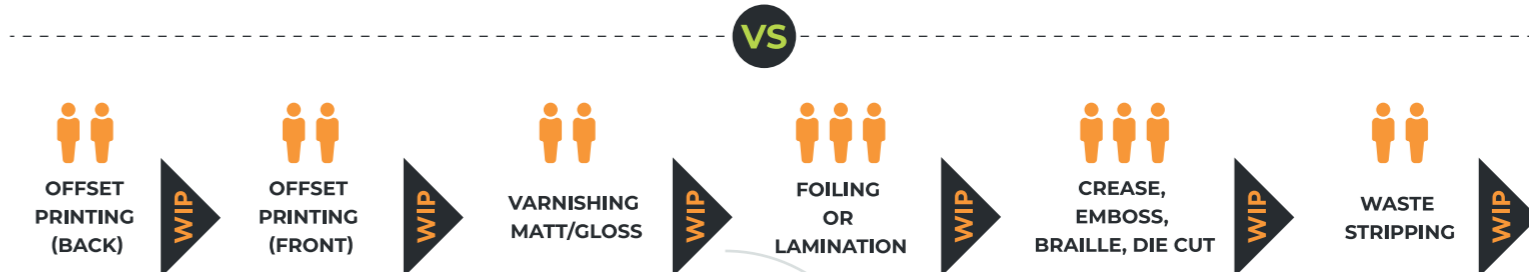 VS
OFFSET
PRINTING
(BACK)
WIP
OFFSET
PRINTING
(FRONT)
WIP
VARNISHING
MATT/GLOSS
WIP
FOILING
OR
LAMINATION
WIP
CREASE,
EMBOSS,
BRAILLE, DIE CUT
WIP
WASTE
STRIPPING
WIP